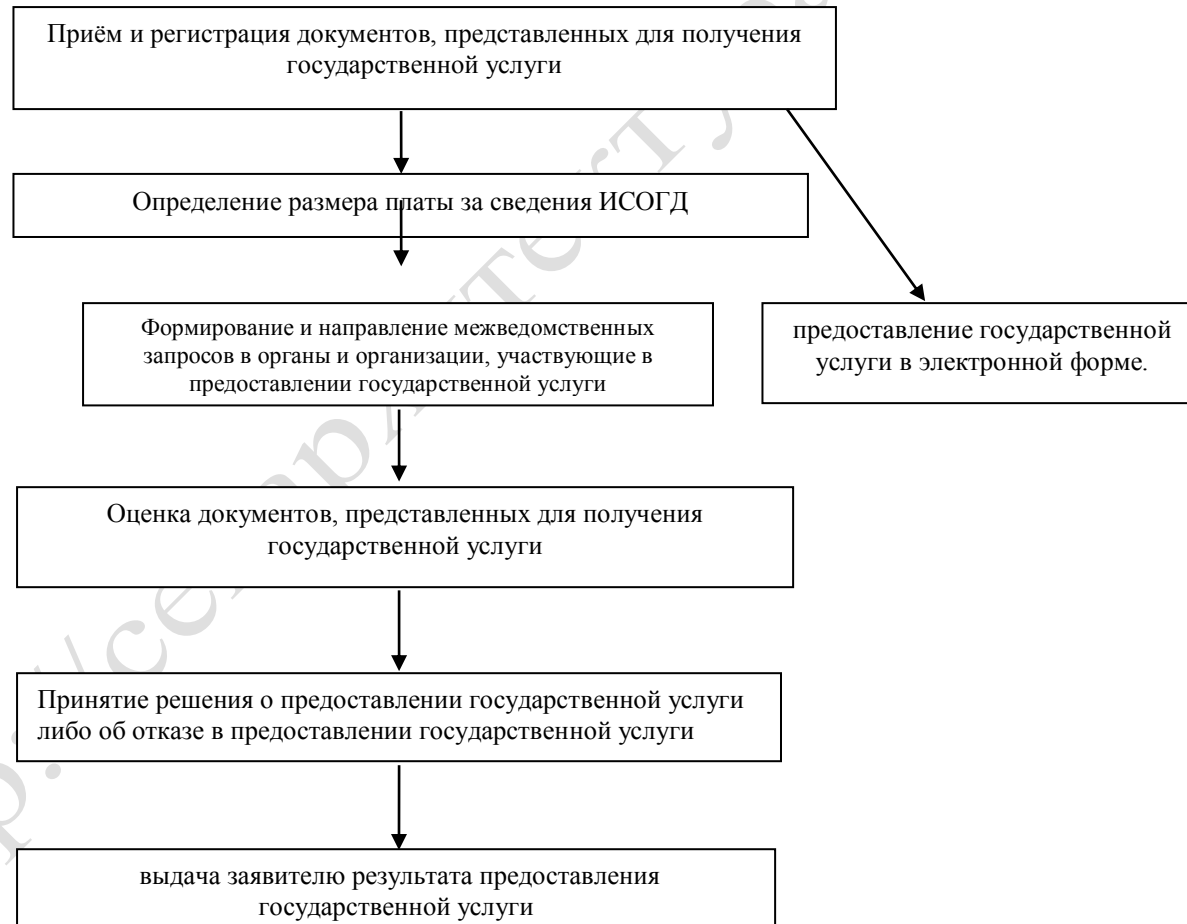 Приём и регистрация документов, представленных для получения
государственной услуги
Определение размера платы за сведения ИСОГД
Формирование и направление межведомственных
запросов в органы и организации, участвующие в
предоставлении государственной услуги
предоставление государственной
услуги в электронной форме.
Оценка документов, представленных для получения
государственной услуги
Принятие решения о предоставлении государственной услуги
либо об отказе в предоставлении государственной услуги
выдача заявителю результата предоставления
государственной услуги